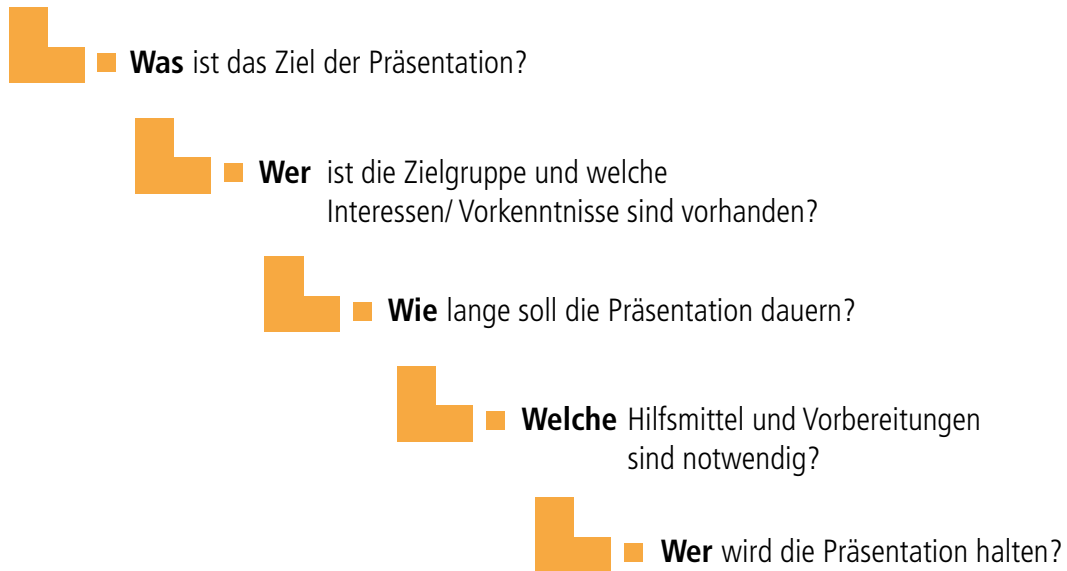 Was ist das Ziel der Präsentation?
Wer ist die Zielgruppe und welche
Interessen/ Vorkenntnisse sind vorhanden?
Wie lange soll die Präsentation dauern?
Welche Hilfsmittel und Vorbereitungen
sind notwendig?
Wer wird die Präsentation halten?